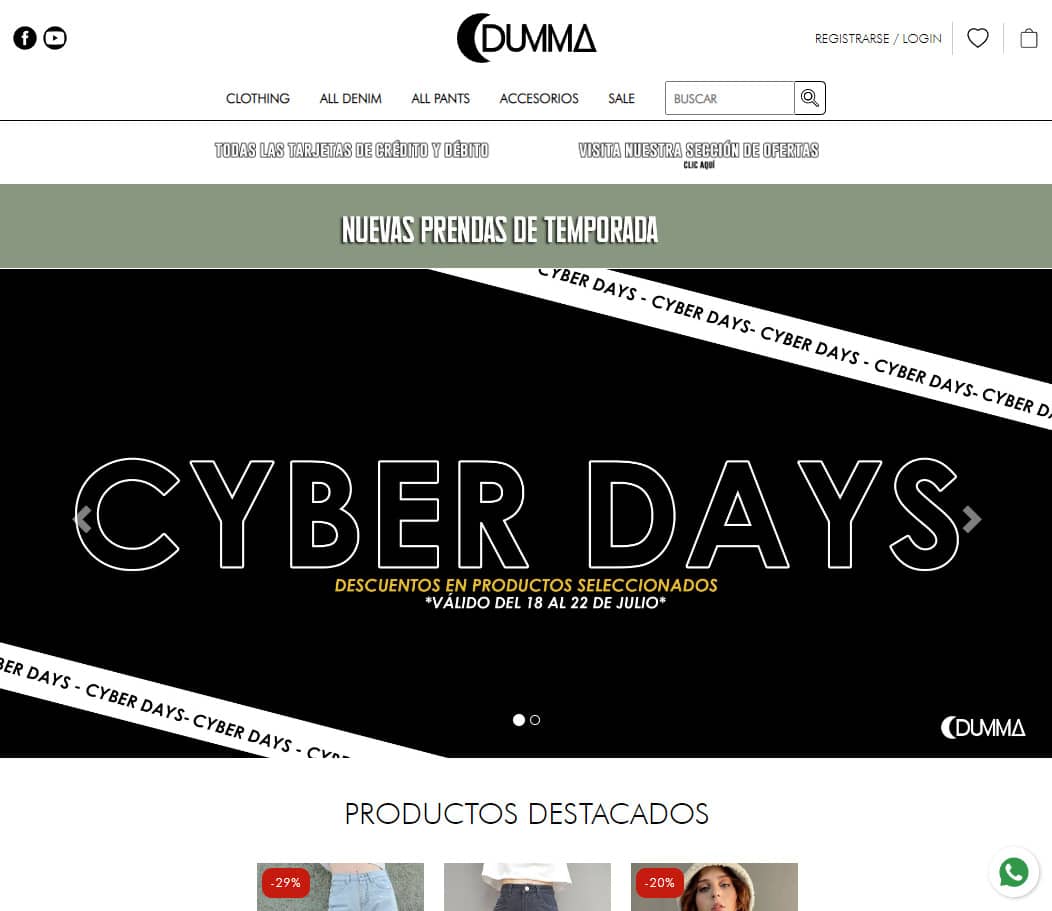 DUMMA
REGISTRARSE / LOGIN
CLOTHING ALL DENIM ALL PANTS ACCESORIOS SALE BUSCAR
TODAS LAS TARJETAS DE CRÉDITO Y DÉBITO
VISITA NUESTRA SECCIÓN DE OFERTAS
CLIC AQUÍ
NUEVAS PRENDAS DE TEMPORADA
CYBER DAYS - CYBER DAYS- CYBER DAYS - CYBER DAYS- CYBER DA
CYBER DAYS
DESCUENTOS EN PRODUCTOS SELECCIONADOS
*VÁLIDO DEL 18 AL 22 DE JULIO*
BER DAYS - CYBER DAYS- CYBER DAYS - CYBER
DUMMA
PRODUCTOS DESTACADOS
-29%
-20%